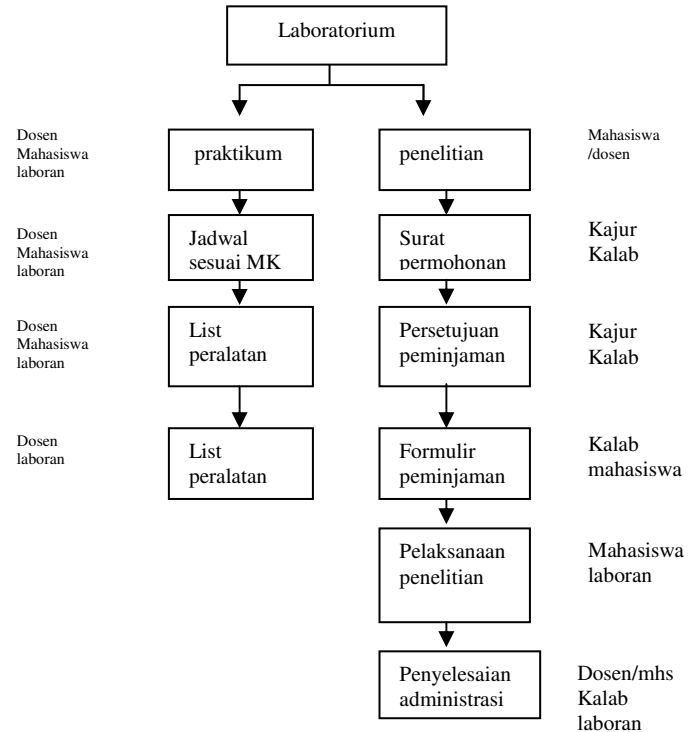 Laboratorium
Dosen
Mahasiswa
laboran
praktikum
penelitian
Mahasiswa
/dosen
Dosen
Mahasiswa
laboran
Jadwal
sesuai MK
Surat
permohonan
Kajur
Kalab
Dosen
Mahasiswa
laboran
List
peralatan
Persetujuan
peminjaman
Kajur
Kalab
Dosen
laboran
List
peralatan
Formulir
peminjaman
Kalab
mahasiswa
Pelaksanaan
penelitian
Mahasiswa
laboran
Penyelesaian
administrasi
Dosen/mhs
Kalab
laboran